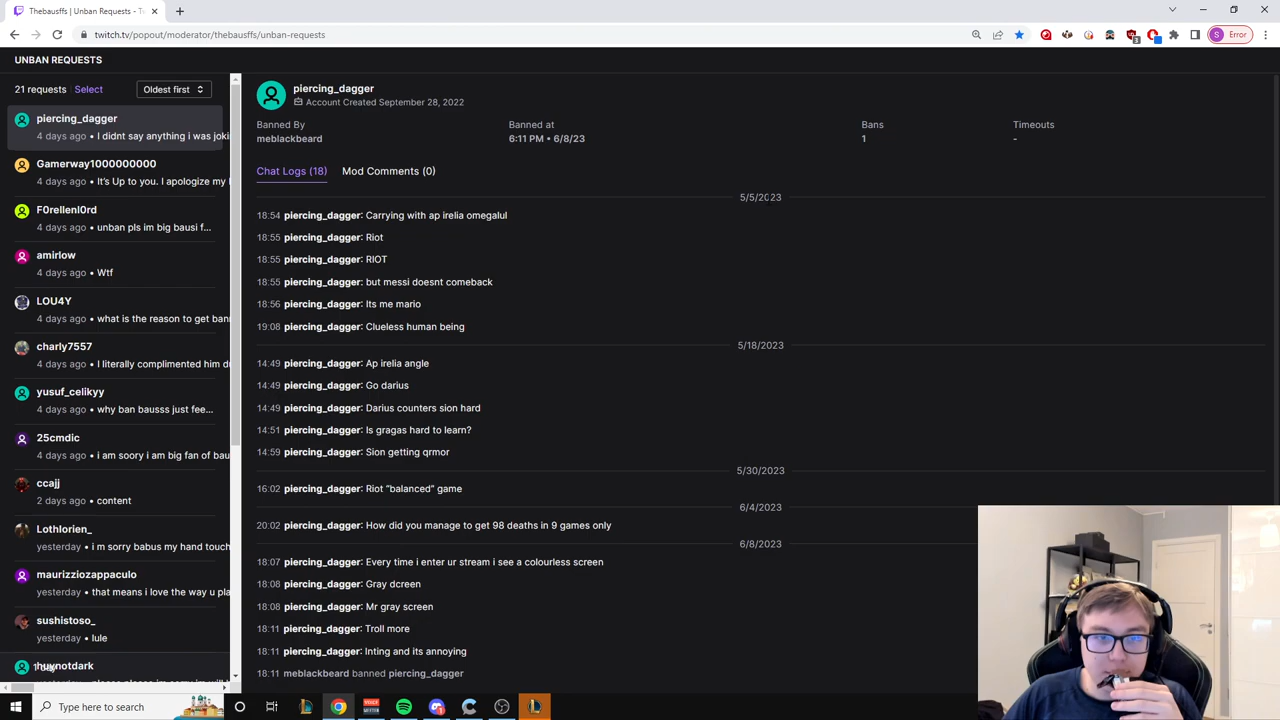 Thebausffs | Unban Requests - T
twitch.tv/popout/moderator/thebausffs/unban-requests
Error
UNBAN REQUESTS
21 requests Select Oldest first
piercing_dagger
4 days ago • I didnt say anything i was joki
Gamerway1000000000
4 days ago • It's Up to you. I apologize my
F0rellenl0rd
4 days ago • unban pls im big bausi f...
amirlow
4 days ago • Wtf
LOU4Y
4 days ago • what is the reason to get ban
charly7557
4 days ago • I literally complimented him d
yusuf_celikyy
4 days ago • why ban bausss just fee...
25cmdic
4 days ago • i am soory i am big fan of bau
ccajj
2 days ago • content
Lothlorien_
yesterday • i m sorry babus my hand touch
maurizziozappaculo
yesterday • that means i love the way u pla
sushistoso_
yesterday • lule
piercing_dagger
Account Created September 28, 2022
Banned By Banned at Bans Timeouts
meblackbeard 6:11 PM • 6/8/23 1 -
Chat Logs (18) Mod Comments (0)
5/5/2023
18:54 piercing_dagger: Carrying with ap irelia omegalul
18:55 piercing_dagger: Riot
18:55 piercing_dagger: RIOT
18:55 piercing_dagger: but messi doesnt comeback
18:56 piercing_dagger: Its me mario
19:08 piercing_dagger: Clueless human being
5/18/2023
14:49 piercing_dagger: Ap irelia angle
14:49 piercing_dagger: Go darius
14:49 piercing_dagger: Darius counters sion hard
14:51 piercing_dagger: Is gragas hard to learn?
14:59 piercing_dagger: Sion getting qrmor
5/30/2023
16:02 piercing_dagger: Riot “balanced” game
6/4/2023
20:02 piercing_dagger: How did you manage to get 98 deaths in 9 games only
6/8/2023
18:07 piercing_dagger: Every time i enter ur stream i see a colourless screen
18:08 piercing_dagger: Gray dcreen
18:08 piercing_dagger: Mr gray screen
18:11 piercing_dagger: Troll more
18:11 piercing_dagger: Inting and its annoying
18:11 meblackbeard banned piercing_dagger
Type here to search